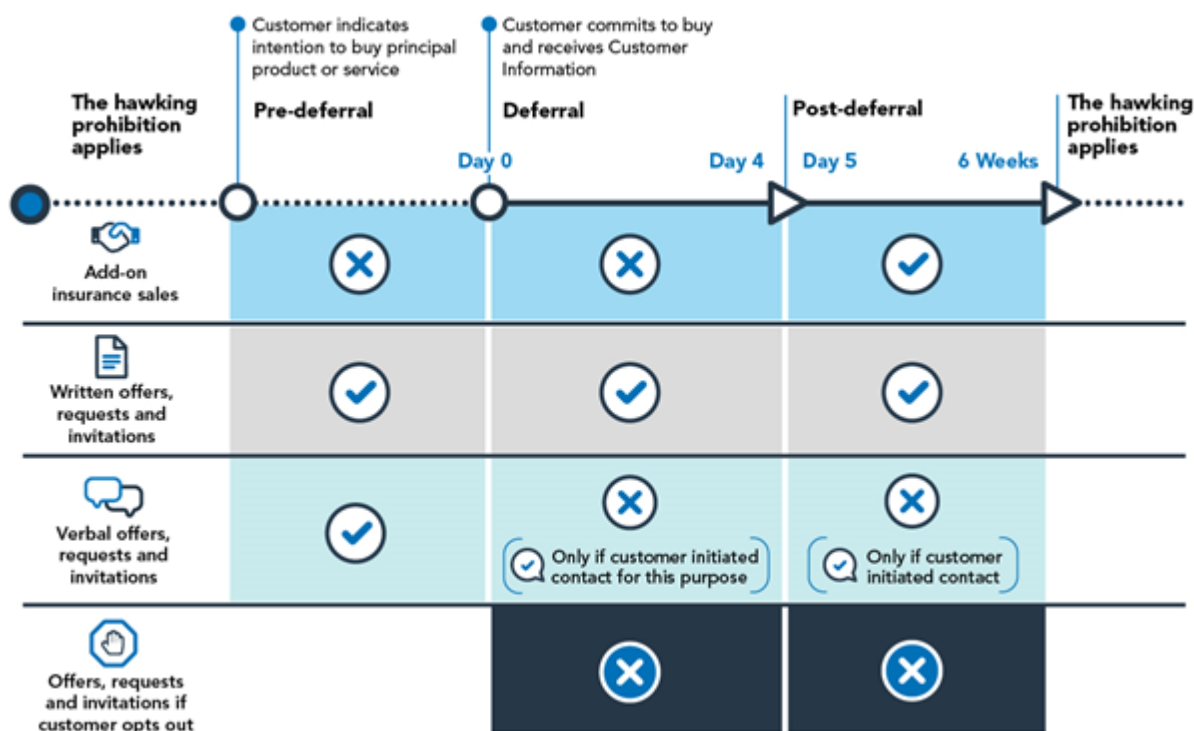 Customer indicates
intention to buy principal
product or service
Customer commits to buy
and receives Customer
Information
The hawking
prohibition
applies
Pre-deferral
Deferral
Post-deferral
The hawking
prohibition
applies
Day 0
Day 4
Day 5
6 Weeks
Add-on
insurance sales
Written offers,
requests and
invitations
Verbal offers,
requests and
invitations
Only if customer initiated
contact for this purpose
Only if customer
initiated contact
Offers, requests
and invitations if
customer opts out